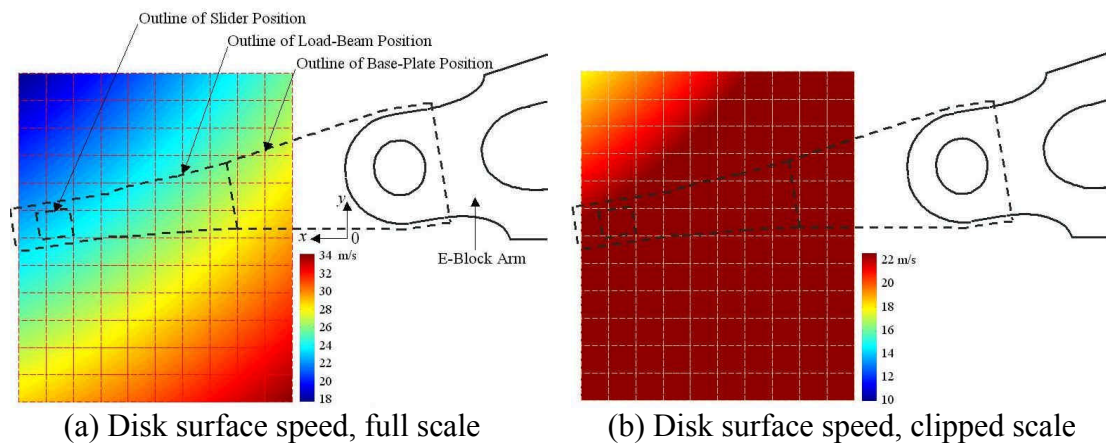 Outline of Slider Position
Outline of Load-Beam Position
Outline of Base-Plate Position
y
x
0
E-Block Arm
34 m/s
32
30
28
26
24
22
20
18
22 m/s
20
18
16
14
12
10
(a) Disk surface speed, full scale
(b) Disk surface speed, clipped scale